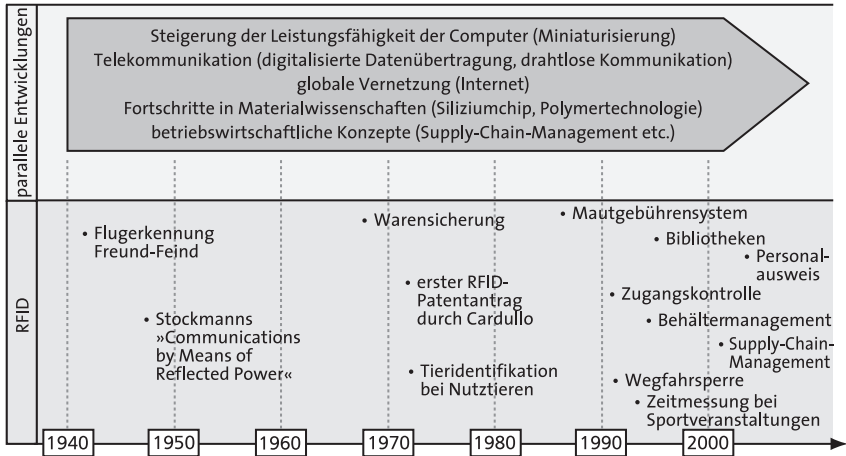 parallele Entwicklungen
Steigerung der Leistungsfähigkeit der Computer (Miniaturisierung)
Telekommunikation (digitalisierte Datenübertragung, drahtlose Kommunikation)
globale Vernetzung (Internet)
Fortschritte in Materialwissenschaften (Siliziumchip, Polymertechnologie)
betriebswirtschaftliche Konzepte (Supply-Chain-Management etc.)
RFID
• Flugerkennung
Freund-Feind
• Stockmanns
»Communications
by Means of
Reflected Power«
• Warensicherung
• erster RFID-
Patentantrag
durch Cardullo
• Tieridentifikation
bei Nutztieren
• Mautgebührensystem
• Bibliotheken
• Personal-
ausweis
• Zugangskontrolle
• Behältermanagement
• Supply-Chain-
Management
• Wegfahrsperre
• Zeitmessung bei
Sportveranstaltungen
1940
1950
1960
1970
1980
1990
2000